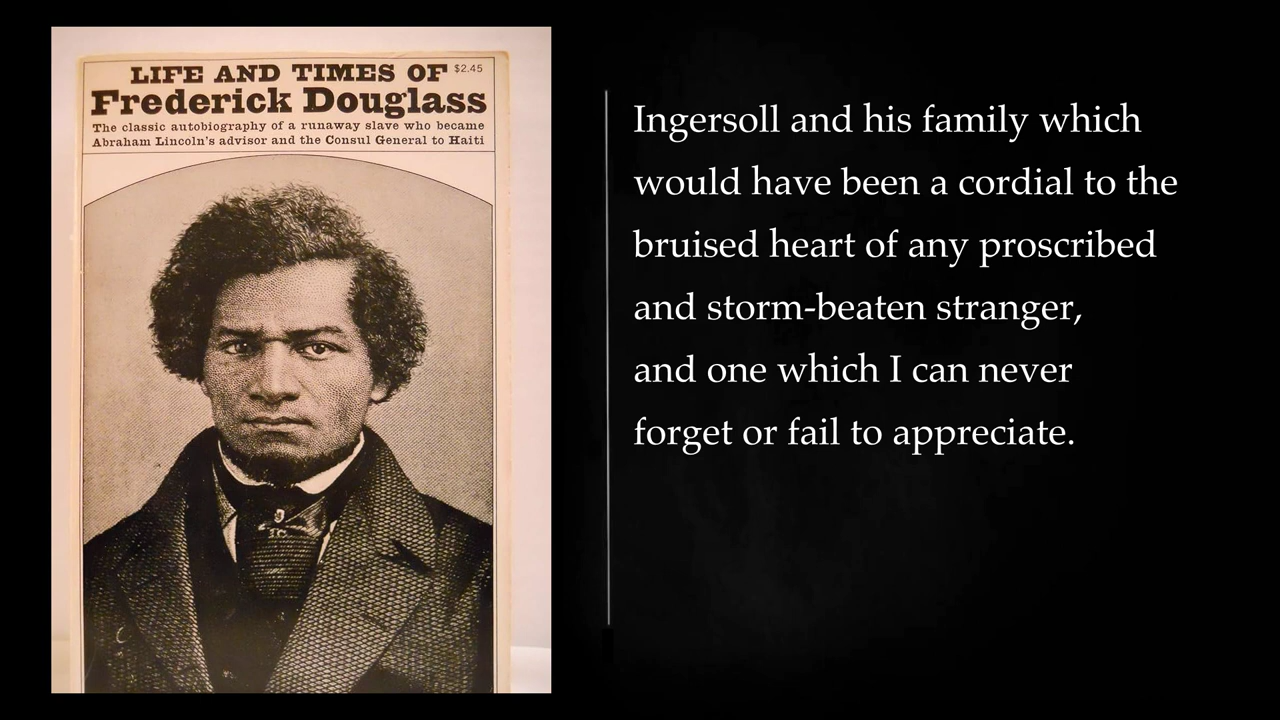 LIFE AND TIMES OF $2.45
Frederick Douglass
The classic autobiography of a runaway slave who became
Abraham Lincoln's advisor and the Consul General to Haiti
Ingersoll and his family which
would have been a cordial to the
bruised heart of any proscribed
and storm-beaten stranger,
and one which I can never
forget or fail to appreciate.